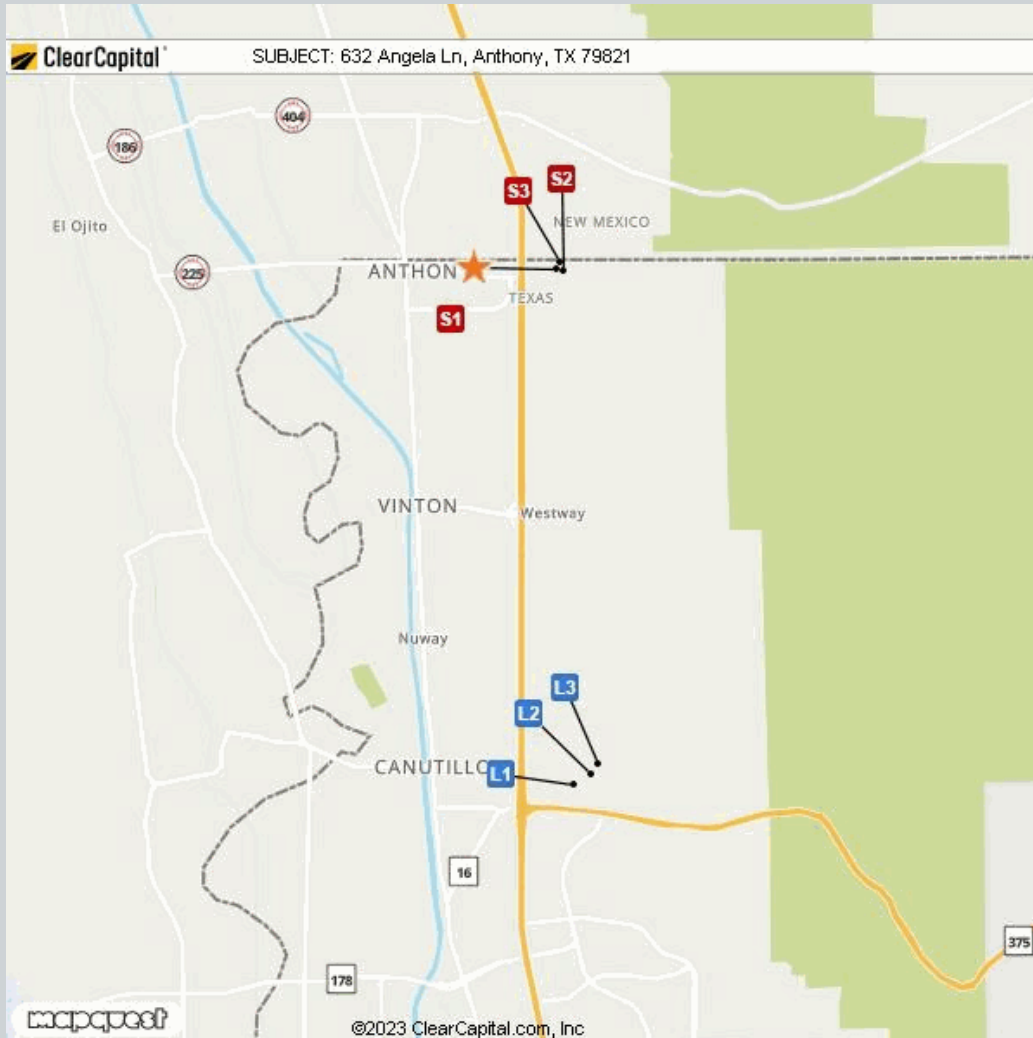 ClearCapital
SUBJECT: 632 Angela Ln, Anthony, TX 79821
404
186
S2
S3
NEW MEXICO
El Ojito
225
ANTHON
TEXAS
S1
VINTON
Westway
Nuway
L3
L2
CANUTILLO
L1
16
375
178
mapquest
©2023 ClearCapital.com, Inc